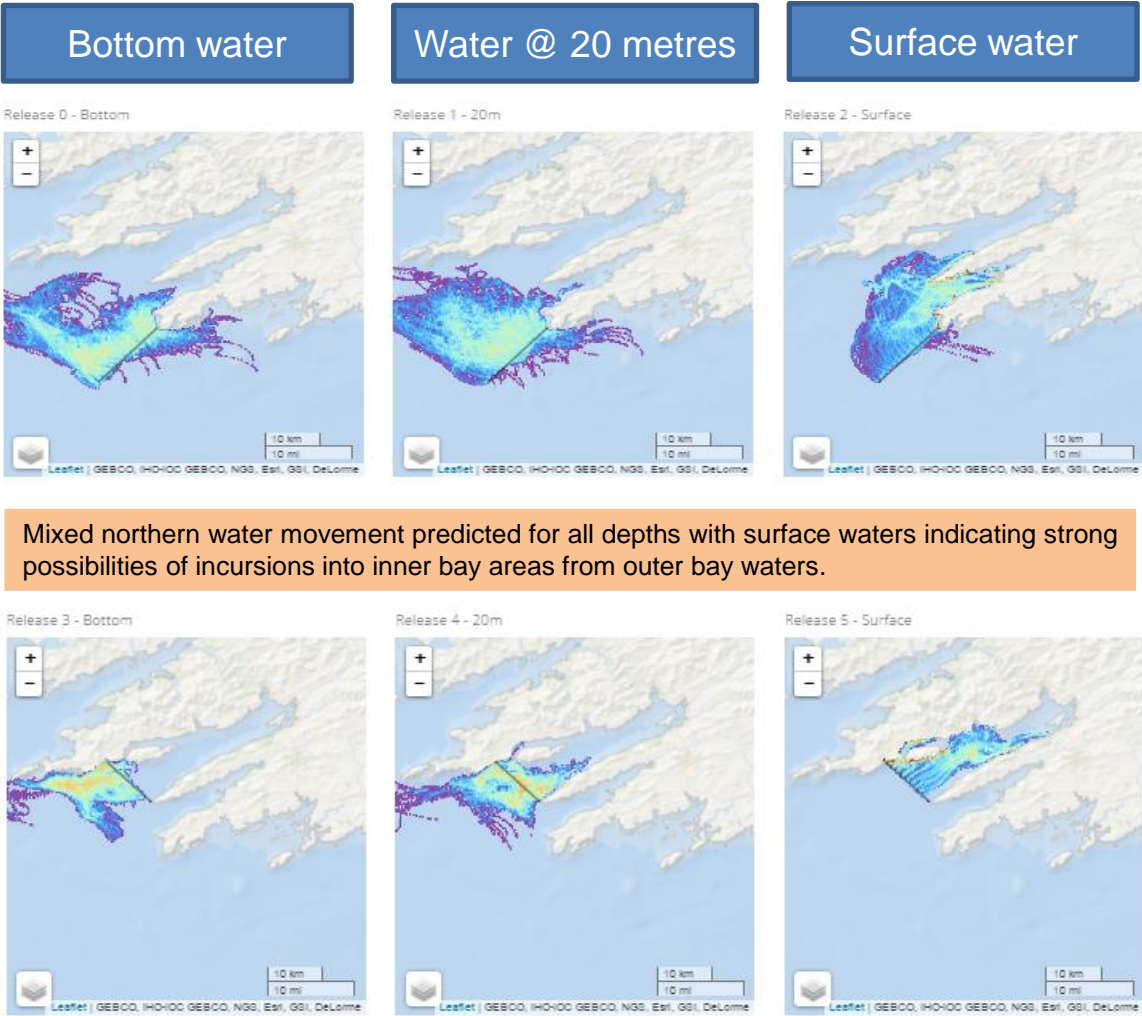 Bottom water
Water @ 20 metres
Surface water
Release 0 - Bottom
Release 1 - 20m
Release 2 - Surface
+
−
+
−
+
−
10 km
10 mi
10 km
10 mi
10 km
10 mi
Leaflet | GEBCO, IHO-IOC GEBCO, NGS, Esri, GSI, DeLorme
Leaflet | GEBCO, IHO-IOC GEBCO, NGS, Esri, GSI, DeLorme
Leaflet | GEBCO, IHO-IOC GEBCO, NGS, Esri, GSI, DeLorme
Mixed northern water movement predicted for all depths with surface waters indicating strong
possibilities of incursions into inner bay areas from outer bay waters.
Release 3 - Bottom
Release 4 - 20m
Release 5 - Surface
+
−
+
−
+
−
10 km
10 mi
10 km
10 mi
10 km
10 mi
Leaflet | GEBCO, IHO-IOC GEBCO, NGS, Esri, GSI, DeLorme
Leaflet | GEBCO, IHO-IOC GEBCO, NGS, Esri, GSI, DeLorme
Leaflet | GEBCO, IHO-IOC GEBCO, NGS, Esri, GSI, DeLorme